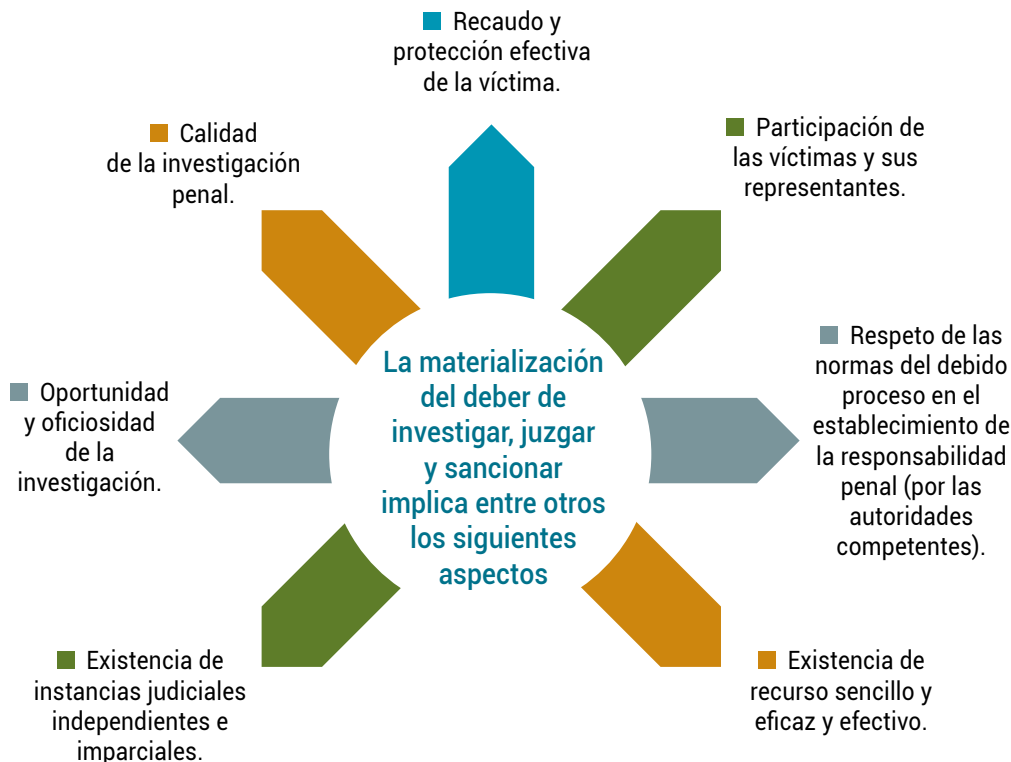 Recaudo y
protección efectiva
de la víctima.
Calidad
de la investigación
penal.
Participación de
las víctimas y sus
representantes.
Oportunidad
y oficiosidad
de la
investigación.
La materialización
del deber de
investigar, juzgar
y sancionar
implica entre otros
los siguientes
aspectos
Respeto de las
normas del debido
proceso en el
establecimiento de
la responsabilidad
penal (por las
autoridades
competentes).
Existencia de
instancias judiciales
independientes e
imparciales.
Existencia de
recurso sencillo y
eficaz y efectivo.